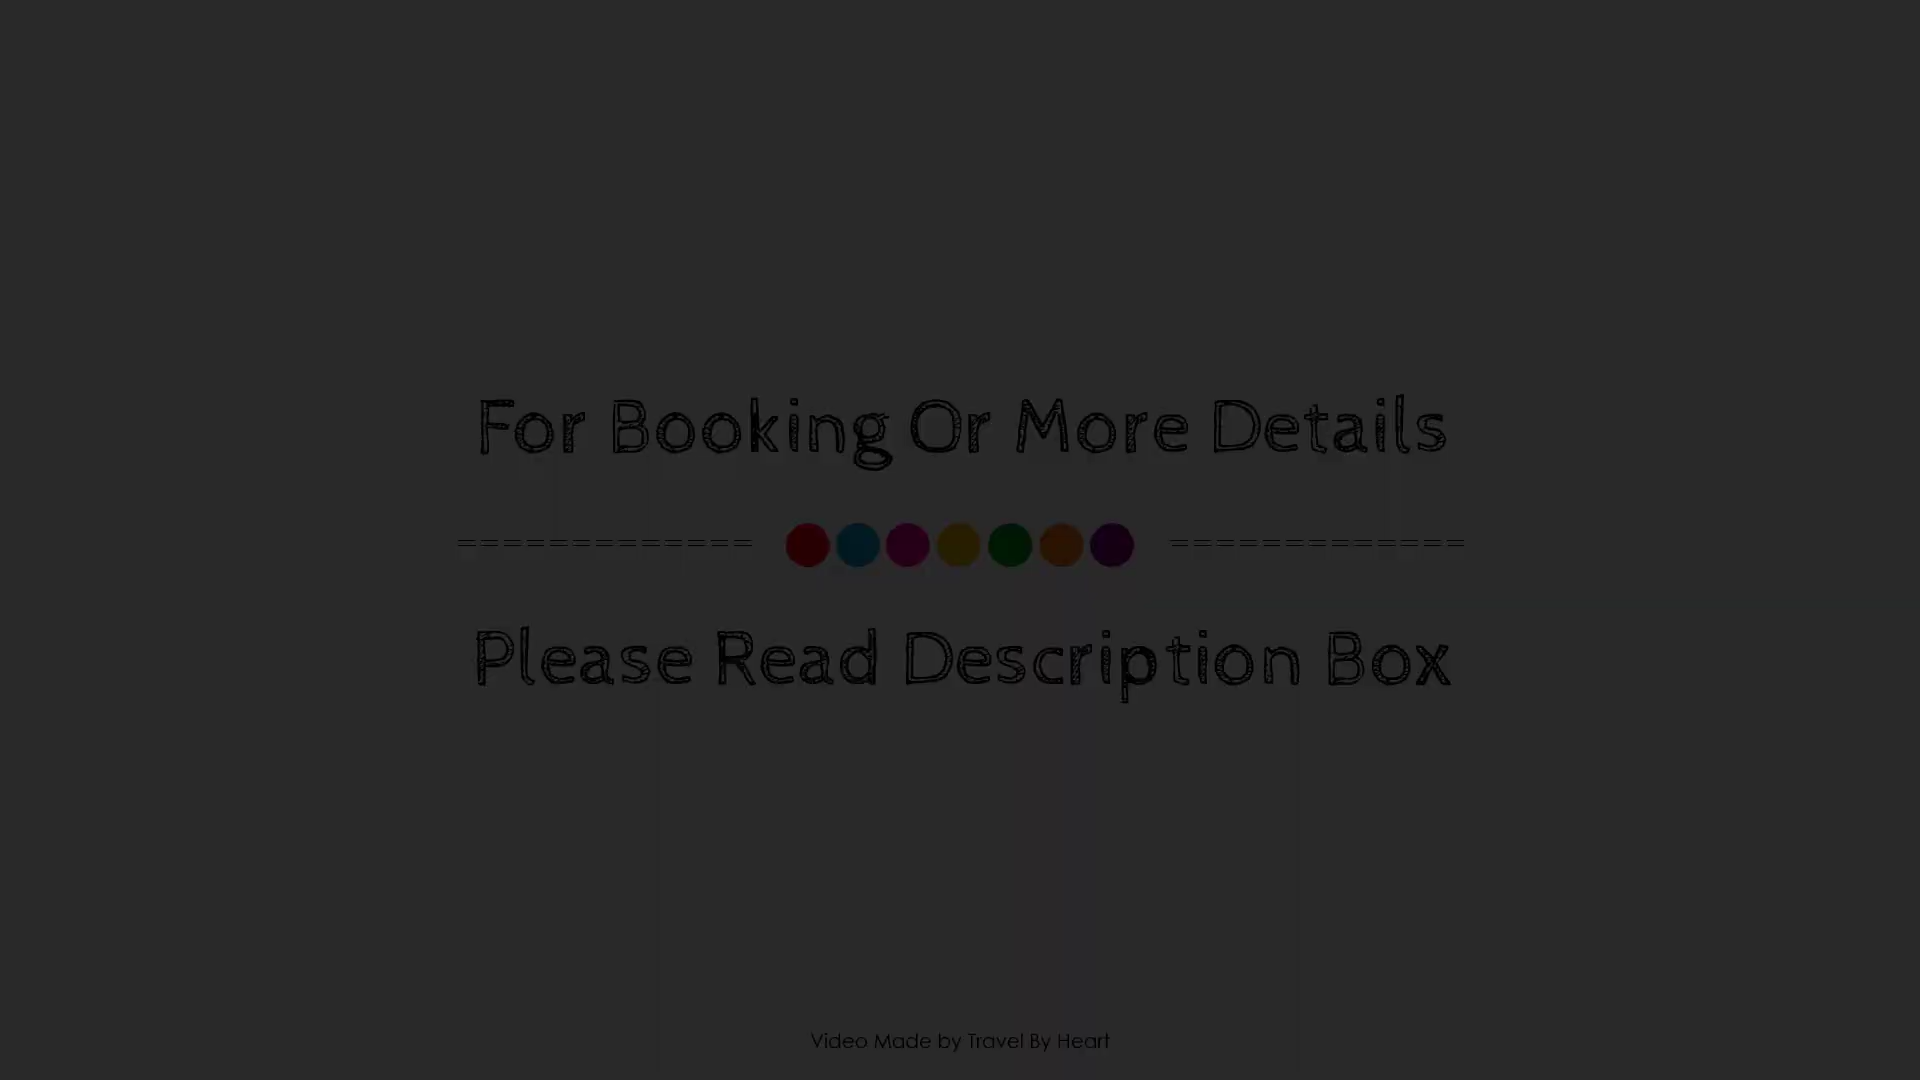 For Booking Or More Details
============= =============
Please Read Description Box
Video Made by Travel By Heart